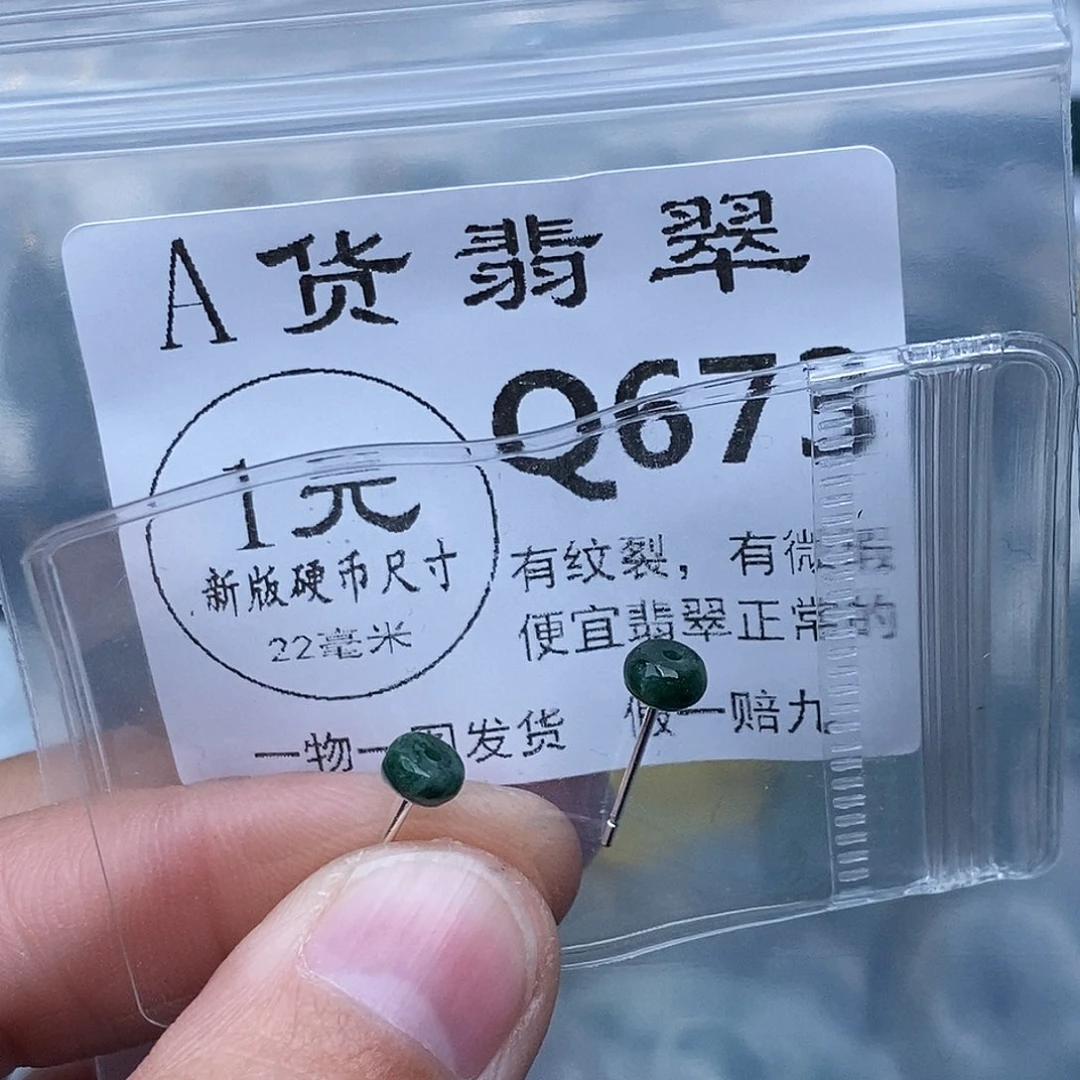 A货翡翠
Q673
1元
新版硬币尺寸
22毫米
有纹裂，有微瑕
便宜翡翠正常的
一物一图发货 假一赔九